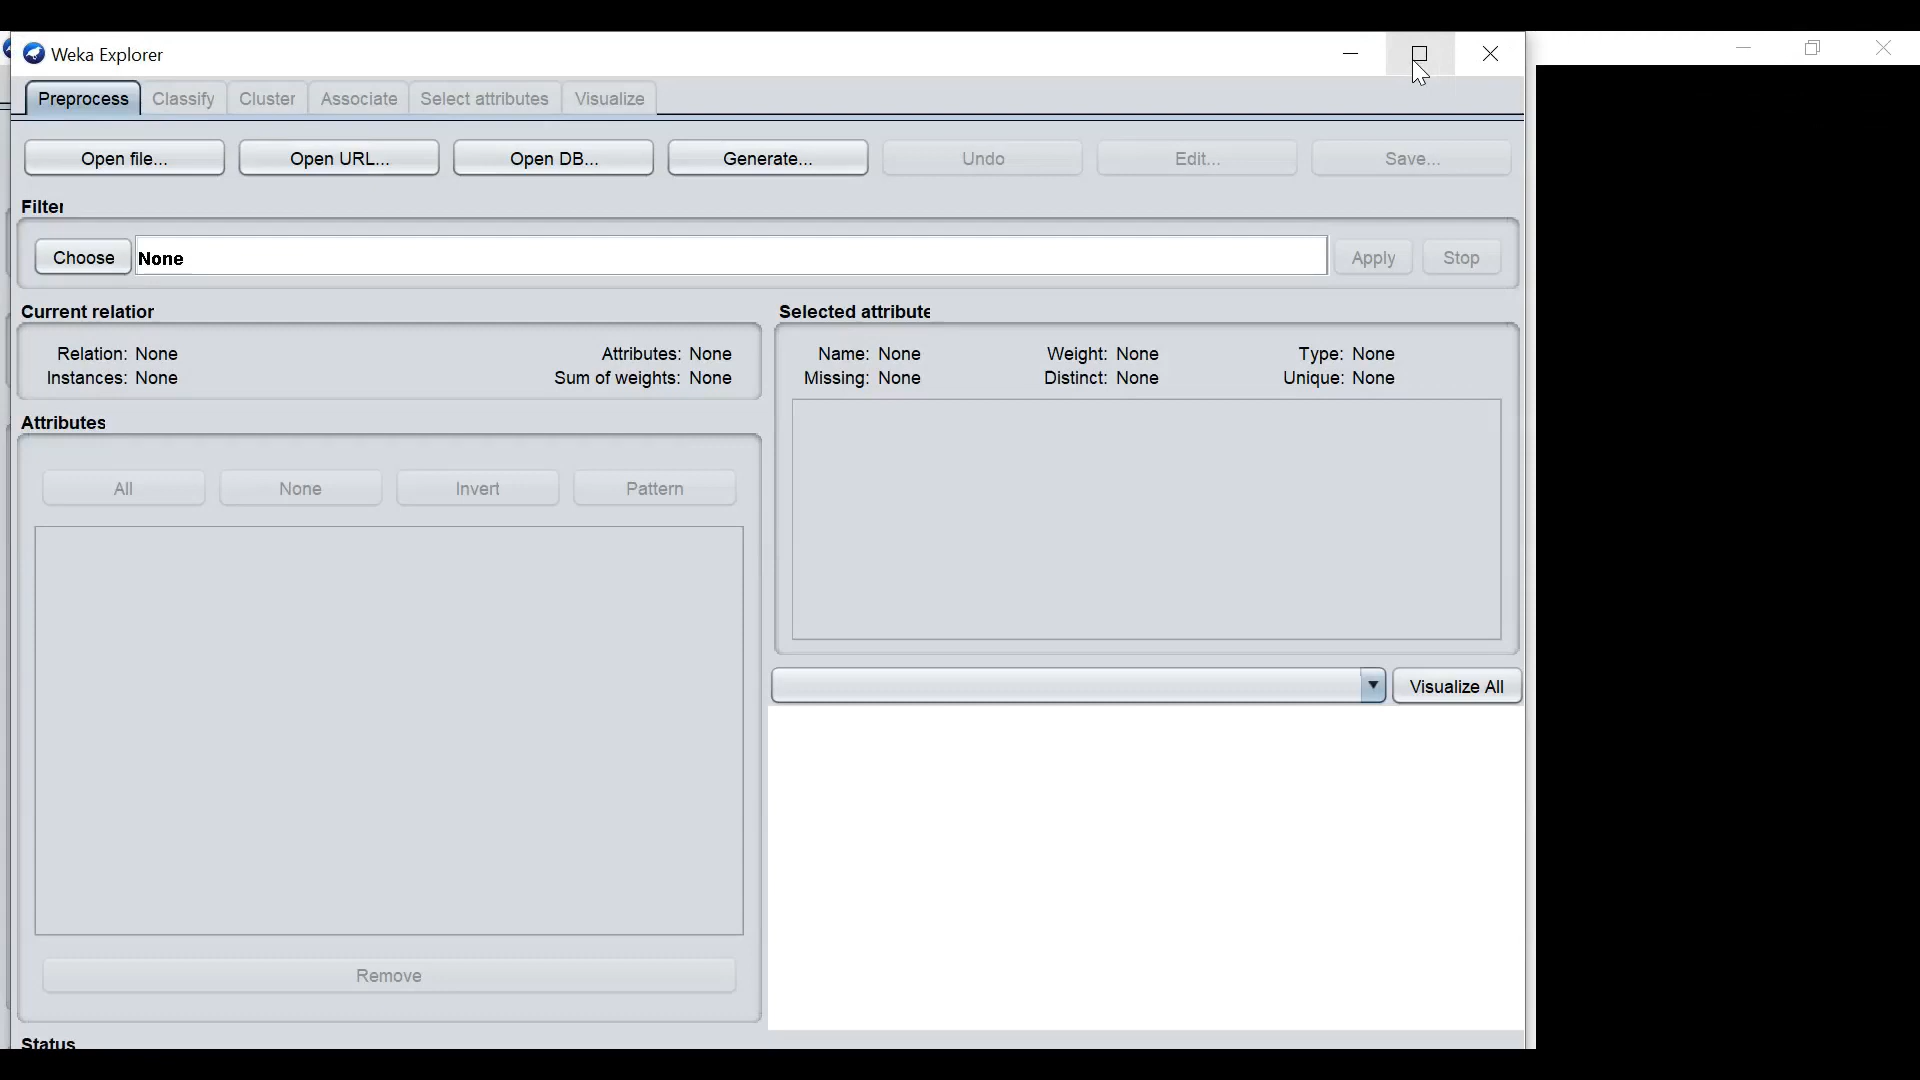 Weka Explorer
Preprocess Classify Cluster Associate Select attributes Visualize
Open file... Open URL... Open DB... Generate... Undo Edit... Save...
Filter
Choose None Apply Stop
Current relation Selected attribute
Relation: None Attributes: None Name: None Weight: None Type: None
Instances: None Sum of weights: None Missing: None Distinct: None Unique: None
Attributes
All None Invert Pattern
Visualize All
Remove
Status